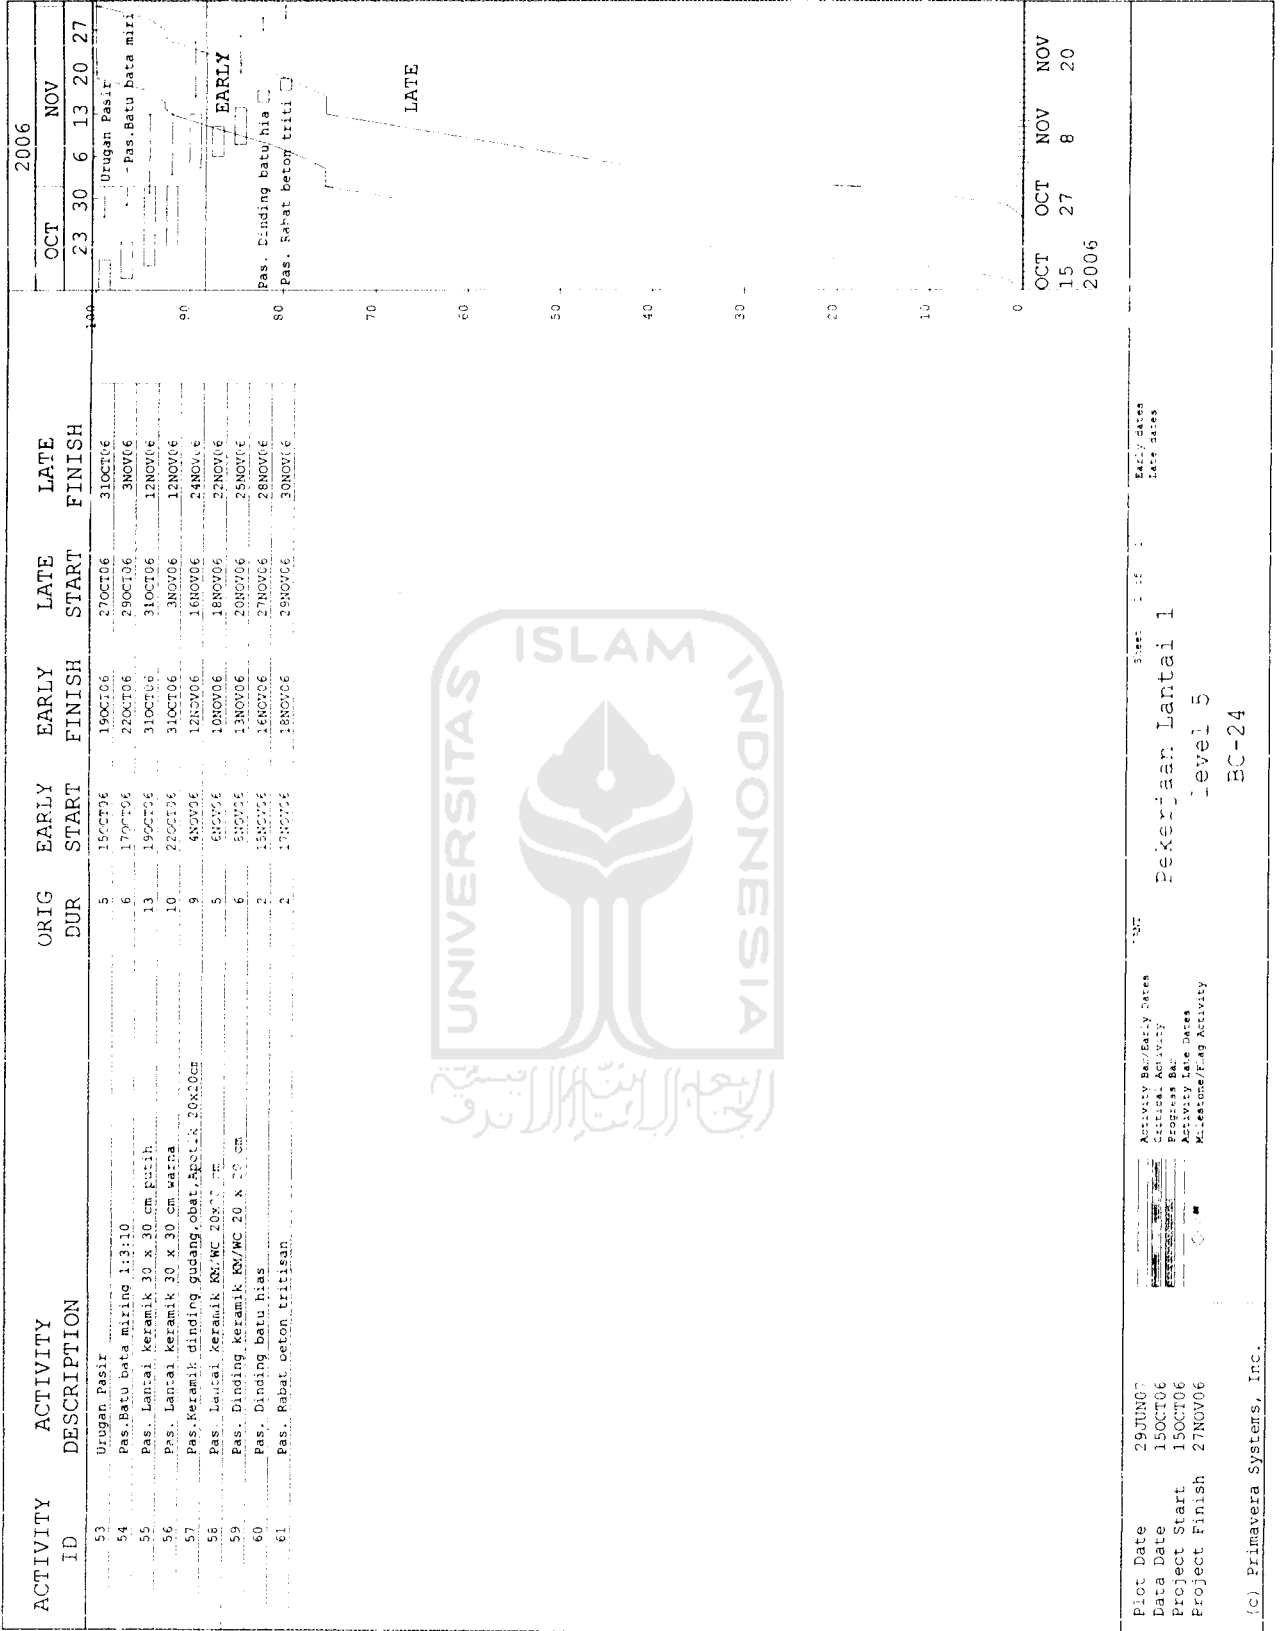 ACTIVITY ID ACTIVITY DESCRIPTION ORIG DUR EARLY START EARLY FINISH LATE START LATE FINISH
2006
OCT NOV
23 30 6 13 20 27
53 Urugan Pasir 5 15OCT06 19OCT06 27OCT06 31OCT06
54 Pas.Batu bata miring 1:3:10 6 17OCT06 22OCT06 29OCT06 3NOV06
55 Pas. Lantai keramik 30 x 30 cm putih 13 19OCT06 31OCT06 31OCT06 12NOV06
56 Pas. Lantai keramik 30 x 30 cm warna 10 22OCT06 31OCT06 3NOV06 12NOV06
57 Pas.Keramik dinding gudang,obat,Apotik 20x20cm 9 4NOV06 12NOV06 16NOV06 24NOV06
58 Pas. Lantai keramik KM/WC 20x20 cm 5 6NOV06 10NOV06 18NOV06 22NOV06
59 Pas. Dinding keramik KM/WC 20 x 20 cm 6 8NOV06 13NOV06 20NOV06 25NOV06
60 Pas. Dinding batu hias 2 15NOV06 16NOV06 27NOV06 28NOV06
61 Pas. Rabat beton tritisan 2 17NOV06 18NOV06 29NOV06 30NOV06
Urugan Pasir
Pas.Batu bata miri
EARLY
Pas. Dinding batu hia
Pas. Rabat beton triti
LATE
100
90
80
70
60
50
40
30
20
10
0
OCT OCT NOV NOV
15 27 8 20
2006
UNIVERSITAS ISLAM INDONESIA
Plot Date 29JUN07
Data Date 15OCT06
Project Start 15OCT06
Project Finish 27NOV06
(c) Primavera Systems, Inc.
Activity Bar/Early Dates
Critical Activity
Progress Bar
Activity Late Dates
Milestone/Flag Activity
Sheet 1 of 1
Pekerjaan Lantai 1
Level 5
BC-24
Early dates
Late dates